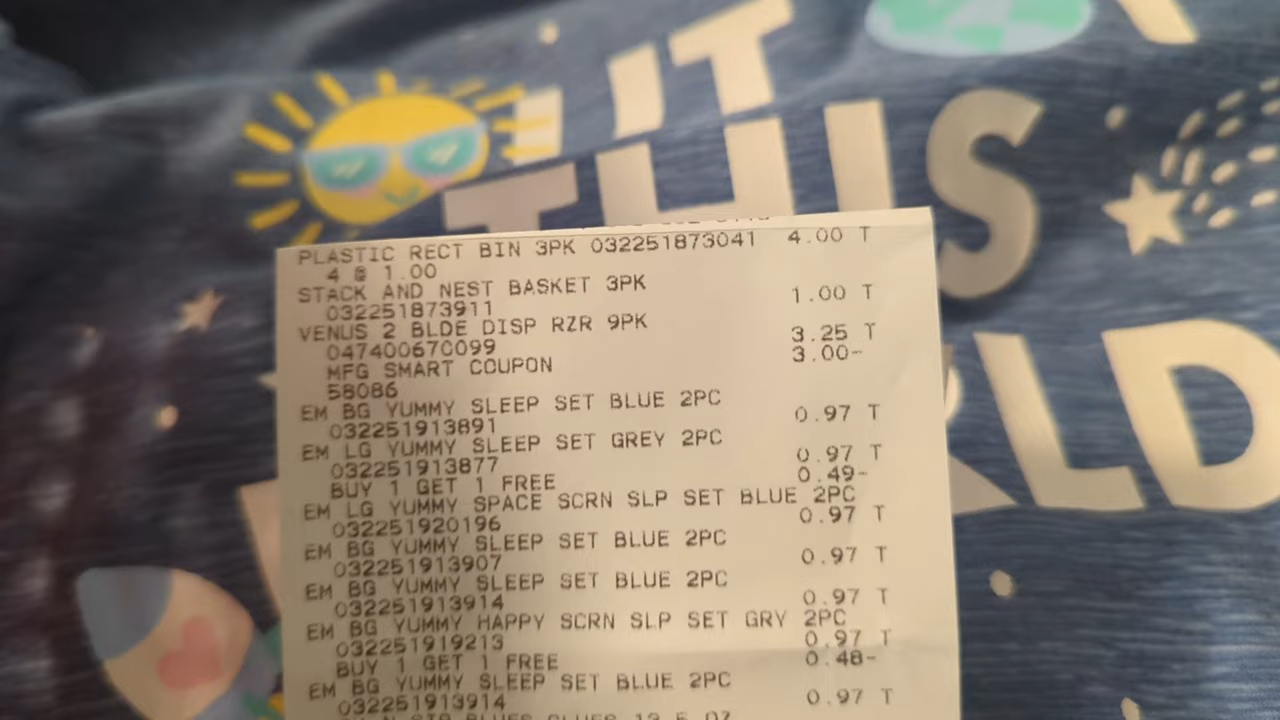 IT
THIS
LD
PLASTIC RECT BIN 3PK 032251873041 4.00 T
4 @ 1.00
STACK AND NEST BASKET 3PK
032251873911 1.00 T
VENUS 2 BLDE DISP RZR 9PK
047400670099 3.25 T
MFG SMART COUPON 3.00-
58086
EM BG YUMMY SLEEP SET BLUE 2PC
032251913891 0.97 T
EM LG YUMMY SLEEP SET GREY 2PC
032251913877 0.97 T
BUY 1 GET 1 FREE 0.49-
EM LG YUMMY SPACE SCRN SLP SET BLUE 2PC
032251920196 0.97 T
EM BG YUMMY SLEEP SET BLUE 2PC
032251913907 0.97 T
EM BG YUMMY SLEEP SET BLUE 2PC
032251913914 0.97 T
EM BG YUMMY HAPPY SCRN SLP SET GRY 2PC
032251919213 0.97 T
BUY 1 GET 1 FREE 0.48-
EM BG YUMMY SLEEP SET BLUE 2PC
032251913914 0.97 T